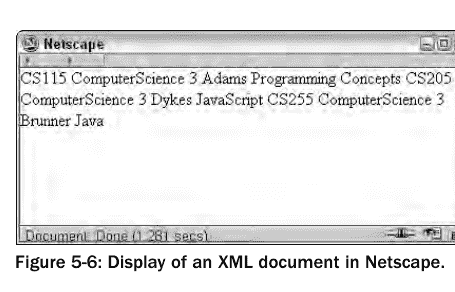 Netscape
CS115 ComputerScience 3 Adams Programming Concepts CS205
ComputerScience 3 Dykes JavaScript CS255 ComputerScience 3
Brunner Java
Document: Done (1.281 secs)
Figure 5-6: Display of an XML document in Netscape.